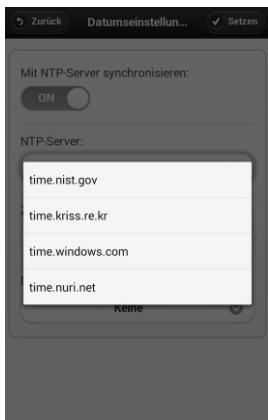 Zurück
Datumseinstellun...
Setzen
Mit NTP-Server synchronisieren:
ON
NTP-Server:
time.nist.gov
time.kriss.re.kr
time.windows.com
time.nuri.net
Keine